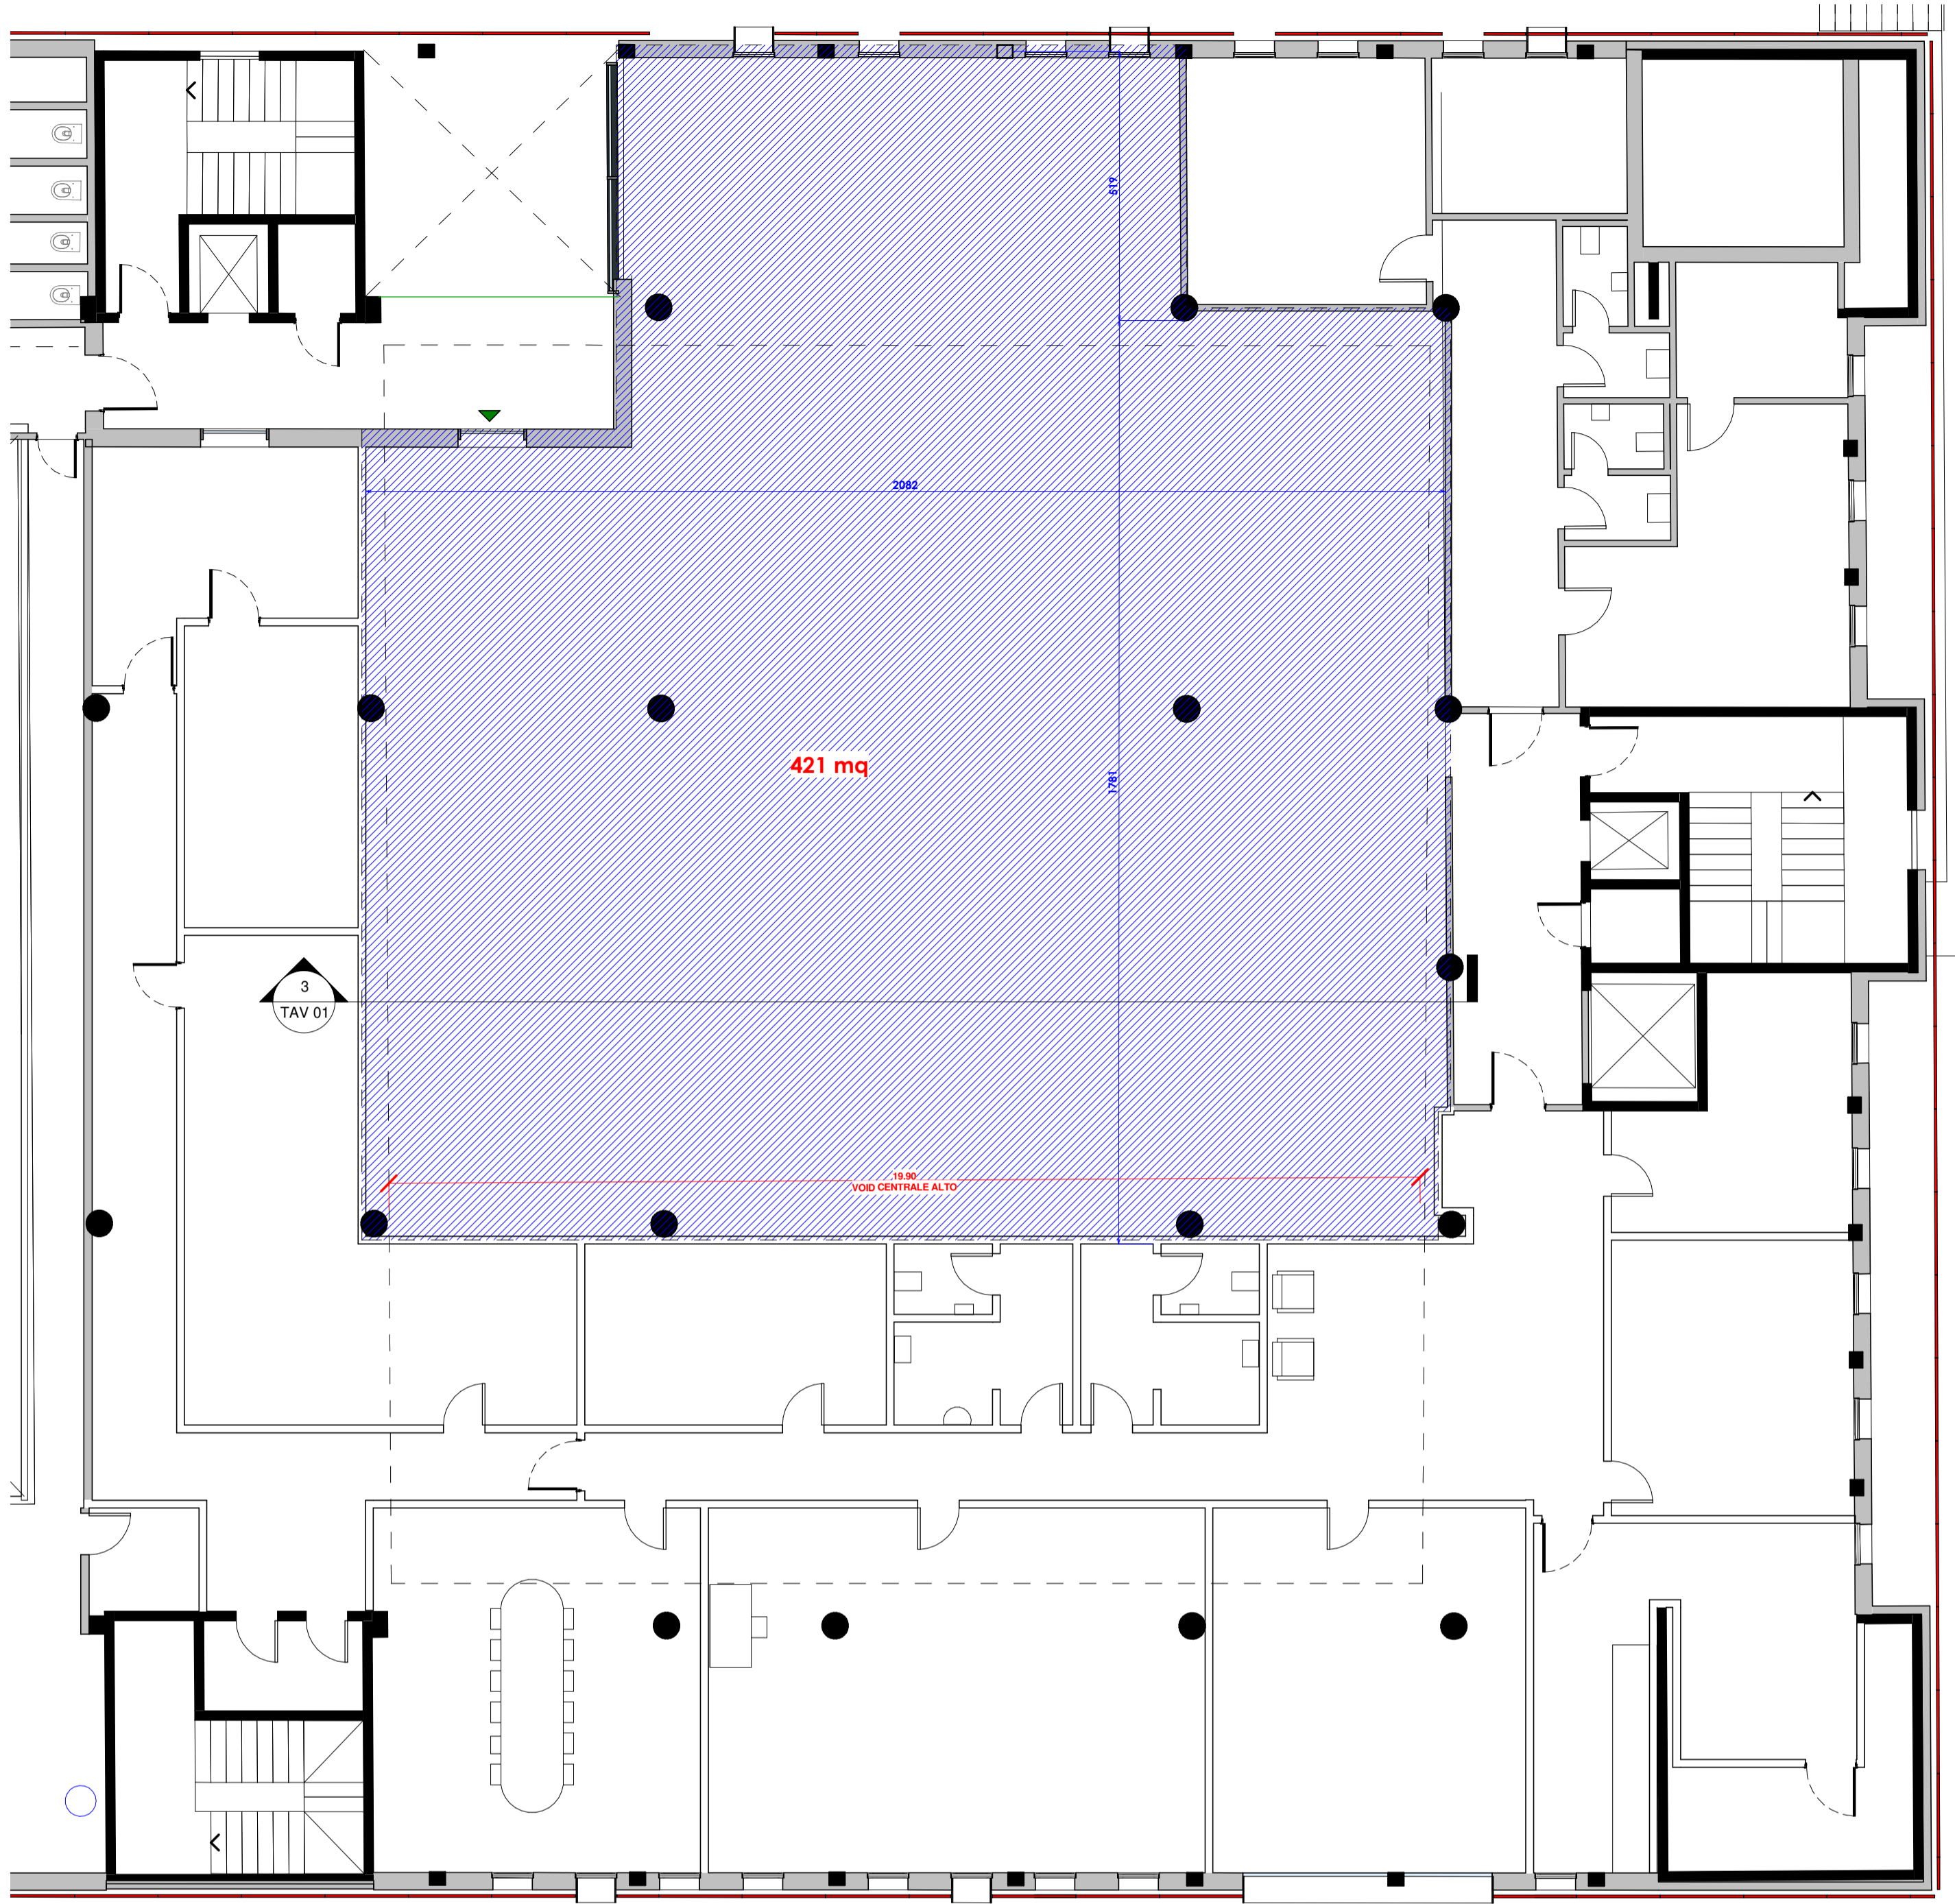 519
2082
421 mq
1781
3
TAV 01
19.90
VOID CENTRALE ALTO